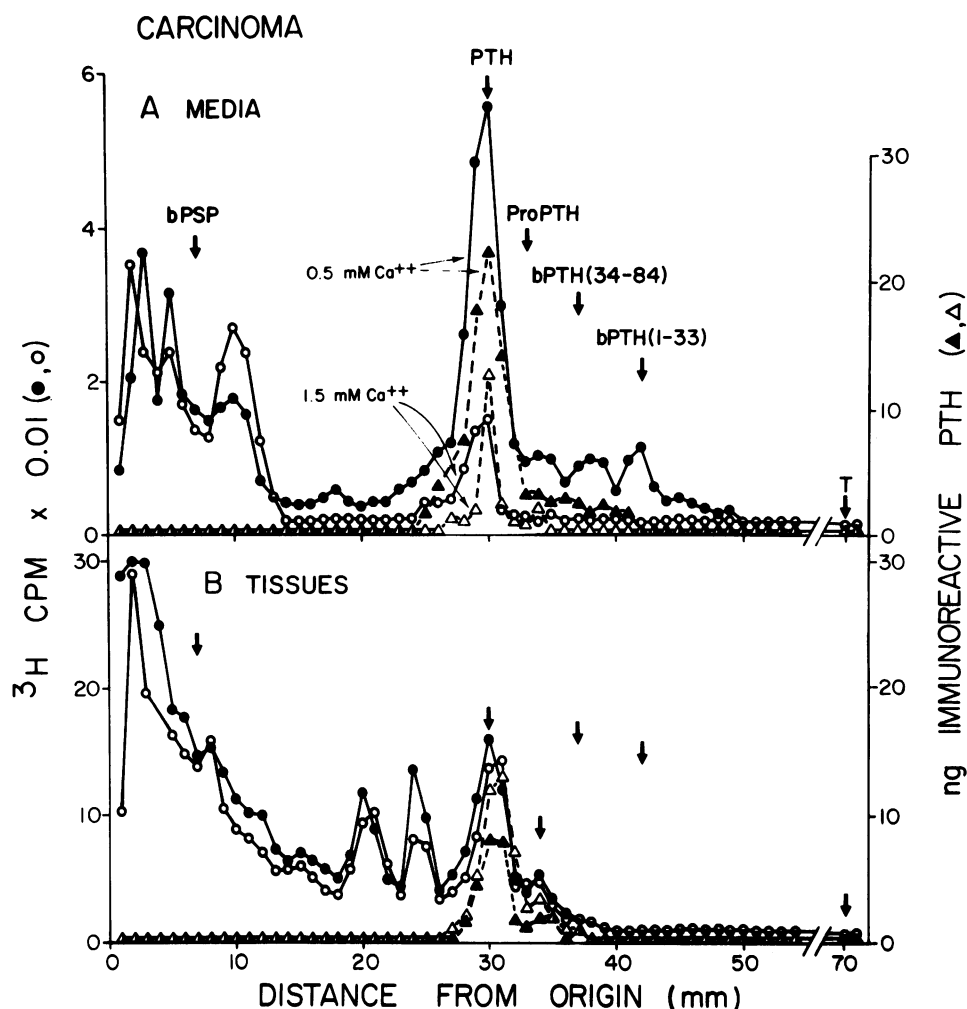 CARCINOMA
PTH
6
A MEDIA
30
bPSP
ProPTH
4
0.5 mM Ca++
bPTH(34-84)
20
bPTH(1-33)
2
1.5 mM Ca++
10
T
0
0
30
B TISSUES
30
20
20
10
10
0
0
0
10
20
30
40
50
70
DISTANCE FROM ORIGIN (mm)
³H CPM x 0.01 (●,○)
ng IMMUNOREACTIVE PTH (▲,△)